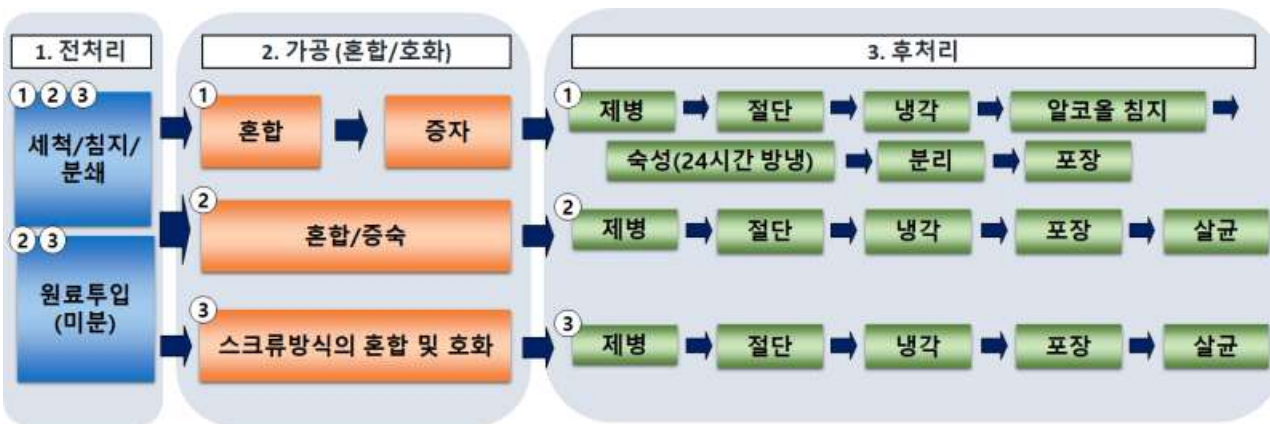 1. 전처리
2. 가공 (혼합/호화)
3. 후처리
① ② ③
세척/침지/
분쇄
② ③
원료투입
(미분)
①
혼합
증자
②
혼합/증숙
③
스크류방식의 혼합 및 호화
①
제병
절단
냉각
알코올 침지
숙성(24시간 방냉)
분리
포장
②
제병
절단
냉각
포장
살균
③
제병
절단
냉각
포장
살균